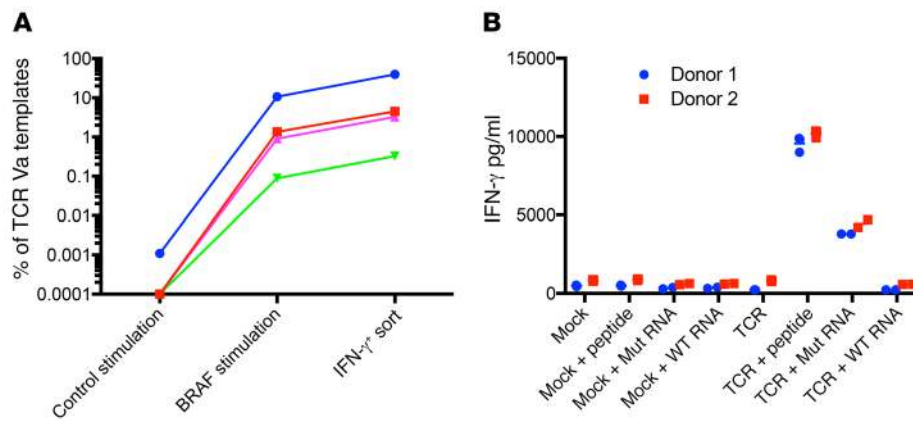 A
% of TCR Va templates
100
10
1
0.1
0.01
0.001
0.0001
Control stimulation
BRAF stimulation
IFN-γ⁺ sort
B
IFN-γ pg/ml
15000
10000
5000
0
Donor 1
Donor 2
Mock
Mock + peptide
Mock + Mut RNA
Mock + WT RNA
TCR
TCR + peptide
TCR + Mut RNA
TCR + WT RNA